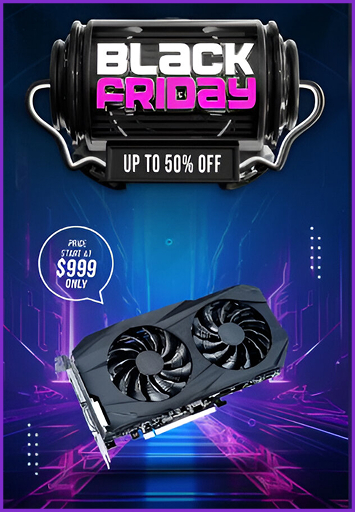 BLACK
FRIDAY
UP TO 50% OFF
PRICE
START AT
$999
ONLY